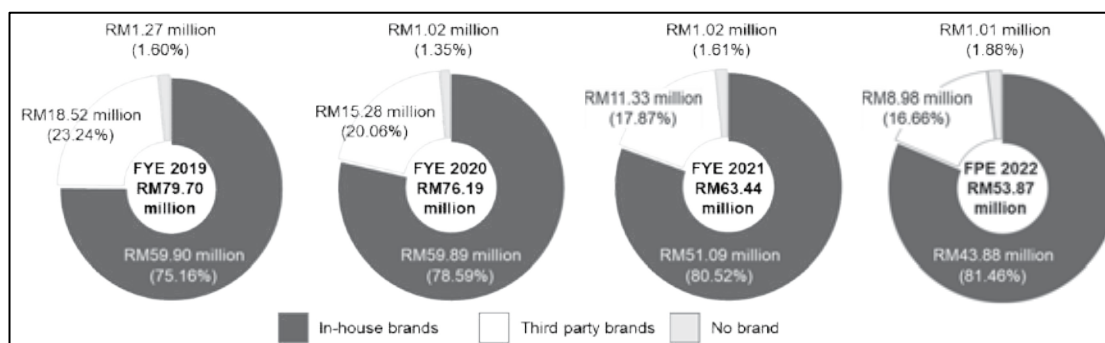 RM1.27 million
(1.60%)
RM18.52 million
(23.24%)
FYE 2019
RM79.70
million
RM59.90 million
(75.16%)
RM1.02 million
(1.35%)
RM15.28 million
(20.06%)
FYE 2020
RM76.19
million
RM59.89 million
(78.59%)
RM1.02 million
(1.61%)
RM11.33 million
(17.87%)
FYE 2021
RM63.44
million
RM51.09 million
(80.52%)
RM1.01 million
(1.88%)
RM8.98 million
(16.66%)
FPE 2022
RM53.87
million
RM43.88 million
(81.46%)
In-house brands
Third party brands
No brand